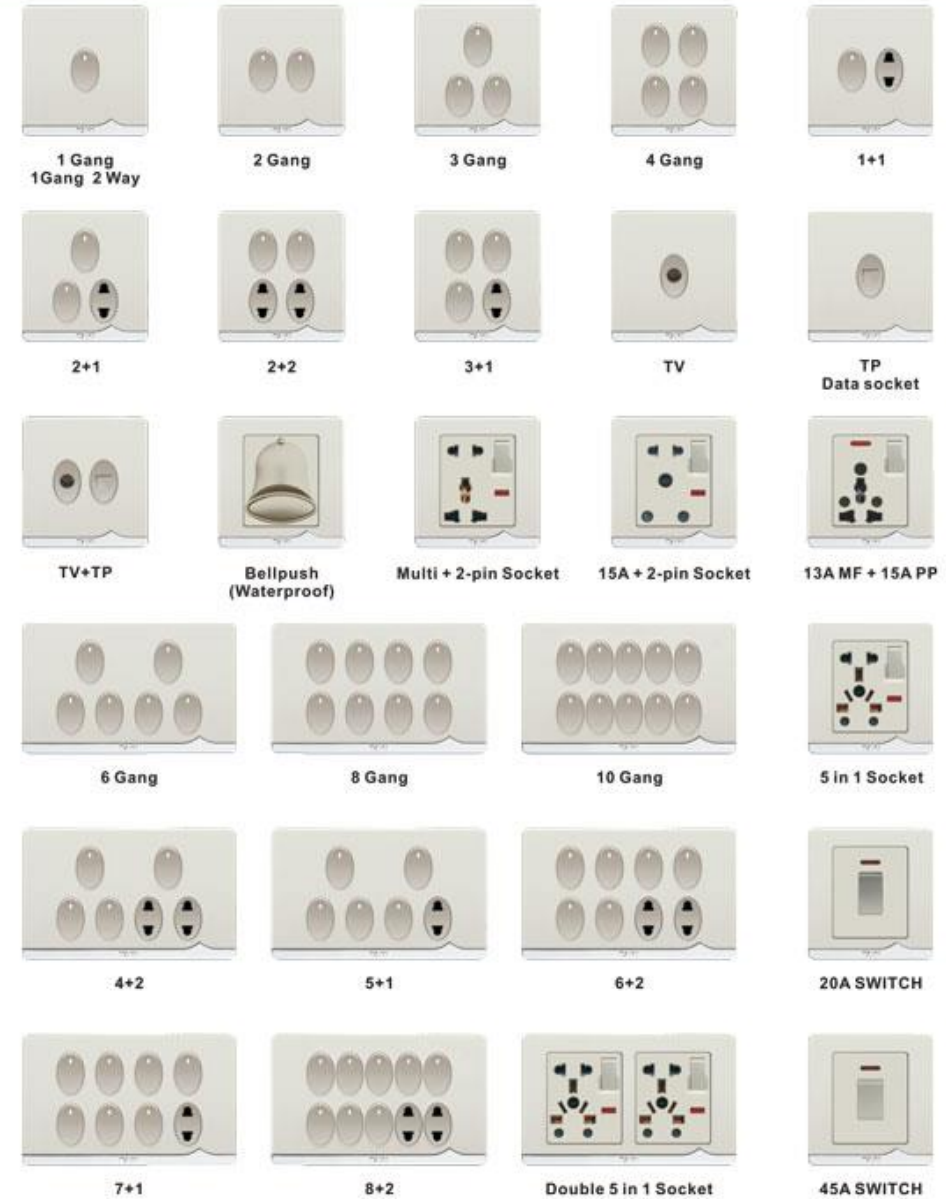 1 Gang
1Gang 2 Way
2 Gang
3 Gang
4 Gang
1+1
2+1
2+2
3+1
TV
TP
Data socket
TV+TP
Bellpush
(Waterproof)
Multi + 2-pin Socket
15A + 2-pin Socket
13A MF + 15A PP
6 Gang
8 Gang
10 Gang
5 in 1 Socket
4+2
5+1
6+2
20A SWITCH
7+1
8+2
Double 5 in 1 Socket
45A SWITCH